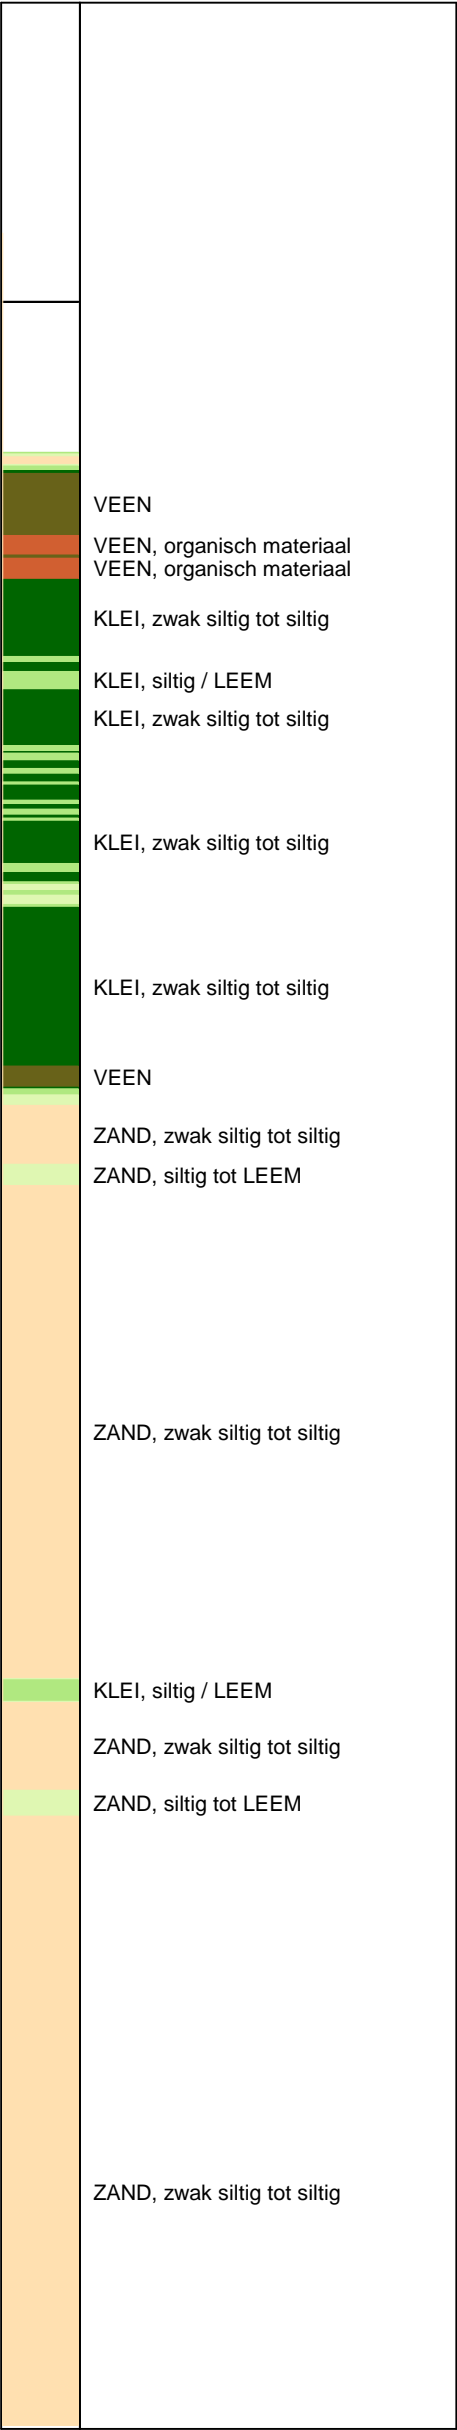 VEEN
VEEN, organisch materiaal
VEEN, organisch materiaal
KLEI, zwak siltig tot siltig
KLEI, siltig / LEEM
KLEI, zwak siltig tot siltig
KLEI, zwak siltig tot siltig
KLEI, zwak siltig tot siltig
VEEN
ZAND, zwak siltig tot siltig
ZAND, siltig tot LEEM
ZAND, zwak siltig tot siltig
KLEI, siltig / LEEM
ZAND, zwak siltig tot siltig
ZAND, siltig tot LEEM
ZAND, zwak siltig tot siltig